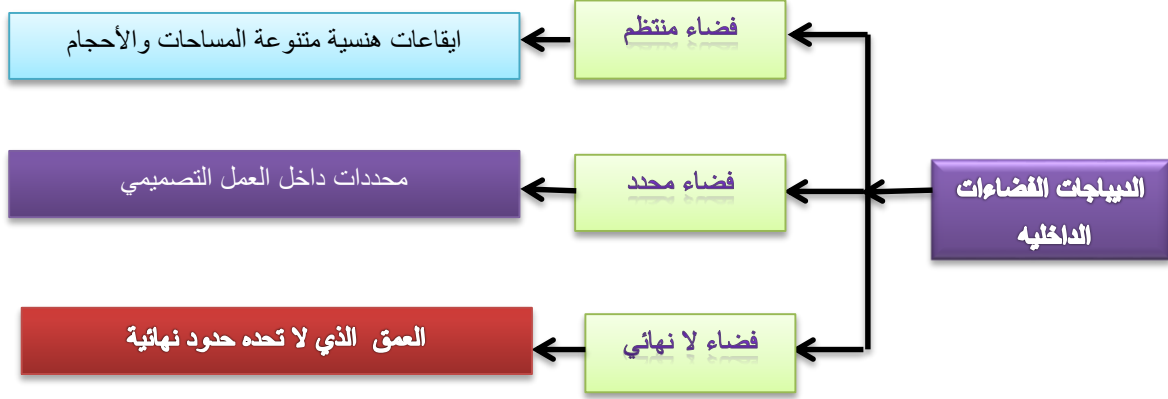 الديباجات الفضاءات
الداخليه
فضاء منتظم
ايقاعات هنسية متنوعة المساحات والأحجام
فضاء محدد
محددات داخل العمل التصميمي
فضاء لا نهائي
العمق الذي لا تحده حدود نهائية